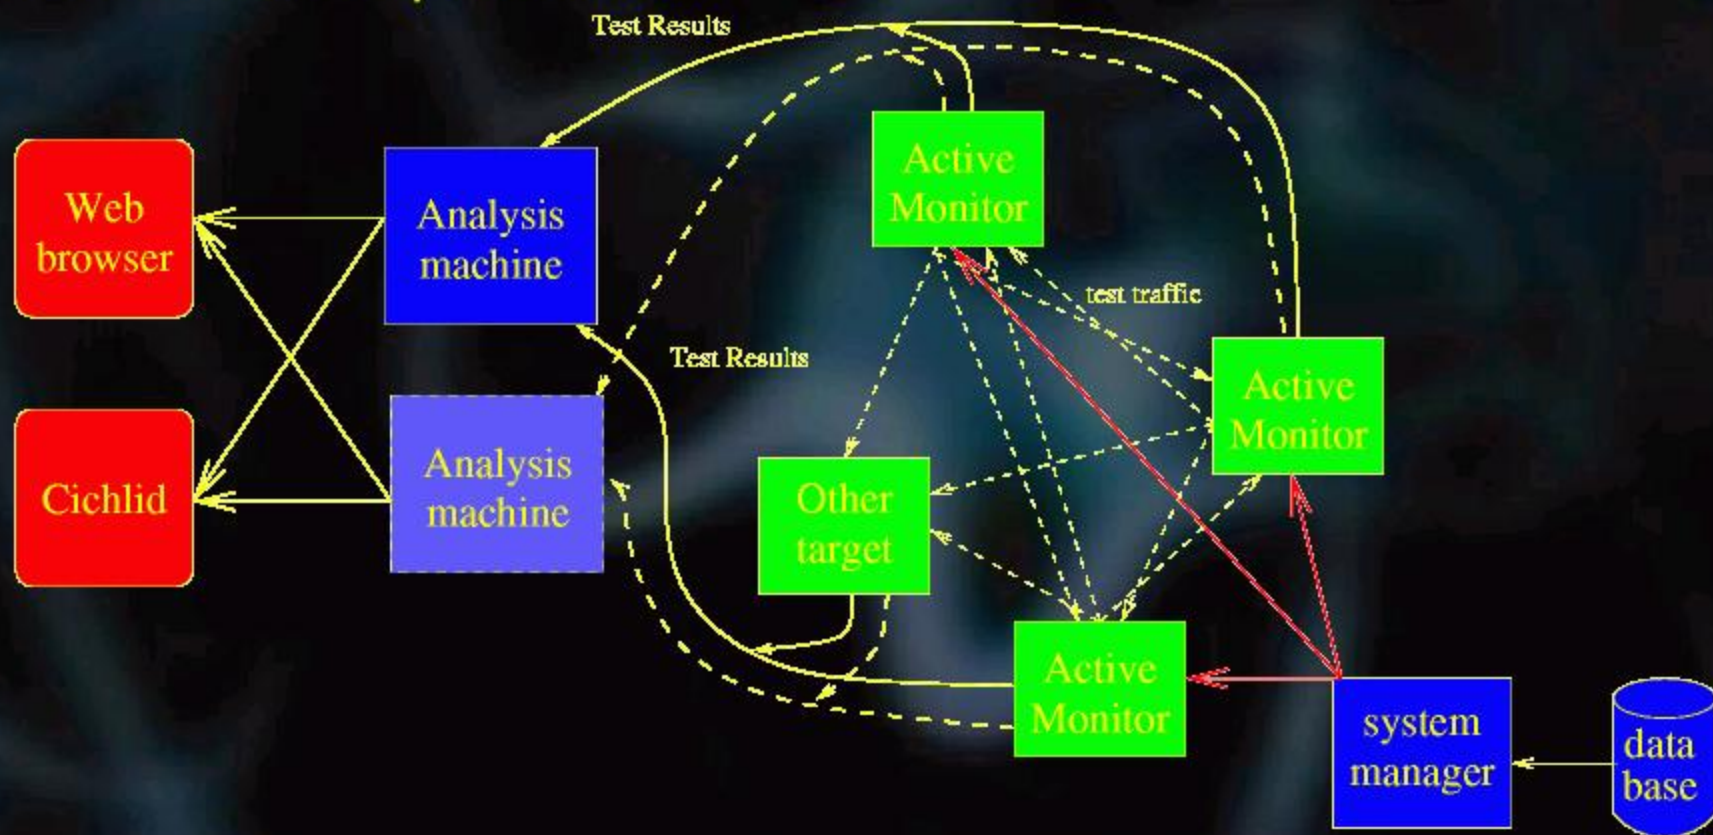 Test Results
Active
Monitor
Web
browser
Analysis
machine
test traffic
Test Results
Active
Monitor
Cichlid
Analysis
machine
Other
target
Active
Monitor
system
manager
data
base